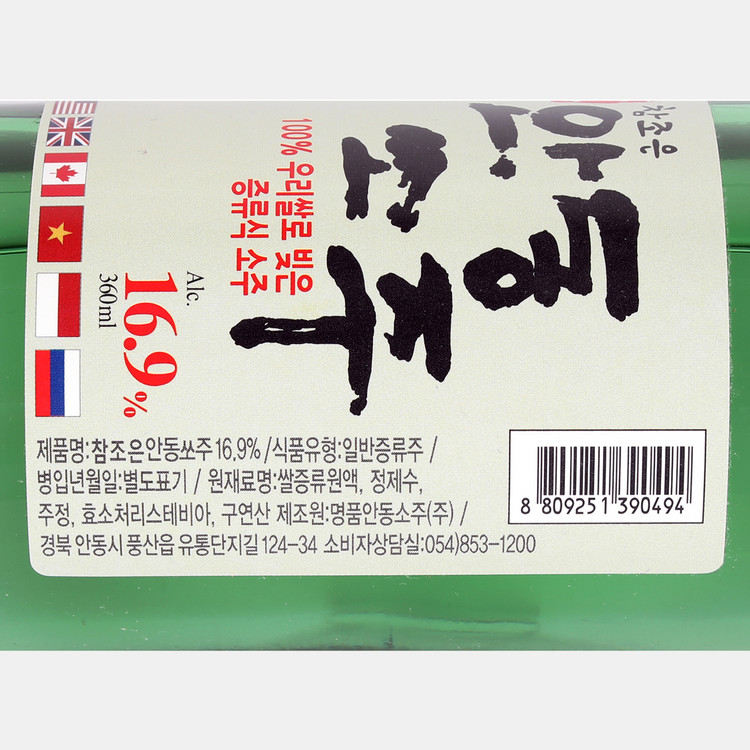 참조은
안동
쏘주
100% 우리쌀로 빚은
증류식 소주
Alc.
16.9%
360ml
제품명:참조은안동쏘주16.9%/식품유형:일반증류주/
병입년월일:별도표기/ 원재료명:쌀증류원액, 정제수,
주정, 효소처리스테비아, 구연산 제조원:명품안동소주(주)/
경북 안동시 풍산읍 유통단지길 124-34 소비자상담실:054)853-1200
8 809251 390494